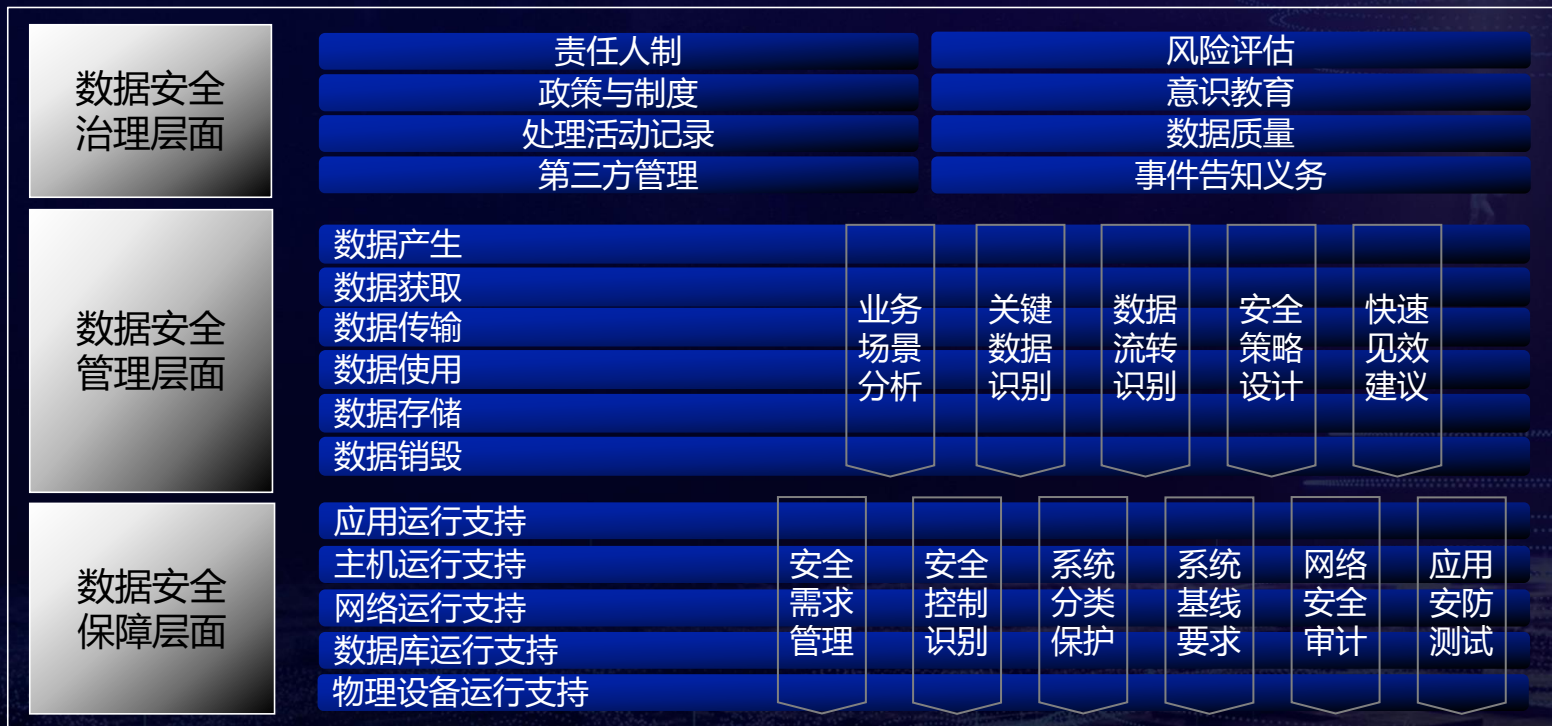 数据安全
治理层面
责任人制
风险评估
政策与制度
意识教育
处理活动记录
数据质量
第三方管理
事件告知义务
数据安全
管理层面
数据产生
数据获取
数据传输
数据使用
数据存储
数据销毁
业务
场景
分析
关键
数据
识别
数据
流转
识别
安全
策略
设计
快速
见效
建议
数据安全
保障层面
应用运行支持
主机运行支持
网络运行支持
数据库运行支持
物理设备运行支持
安全
需求
管理
安全
控制
识别
系统
分类
保护
系统
基线
要求
网络
安全
审计
应用
安防
测试